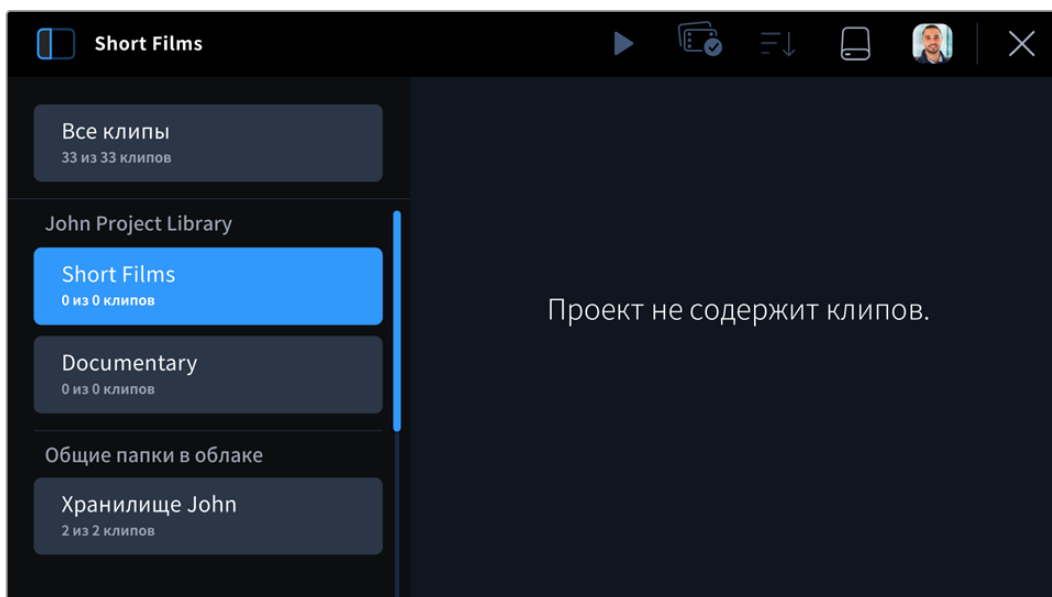 Short Films
Все клипы
33 из 33 клипов
John Project Library
Short Films
0 из 0 клипов
Documentary
0 из 0 клипов
Общие папки в облаке
Хранилище John
2 из 2 клипов
Проект не содержит клипов.